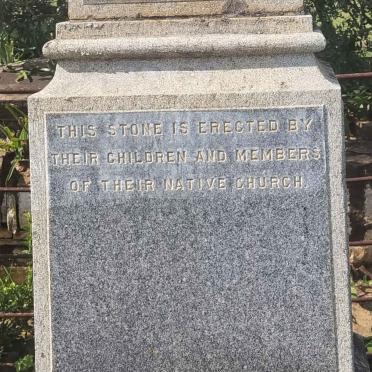 THIS STONE IS ERECTED BY
THEIR CHILDREN AND MEMBERS
OF THEIR NATIVE CHURCH.